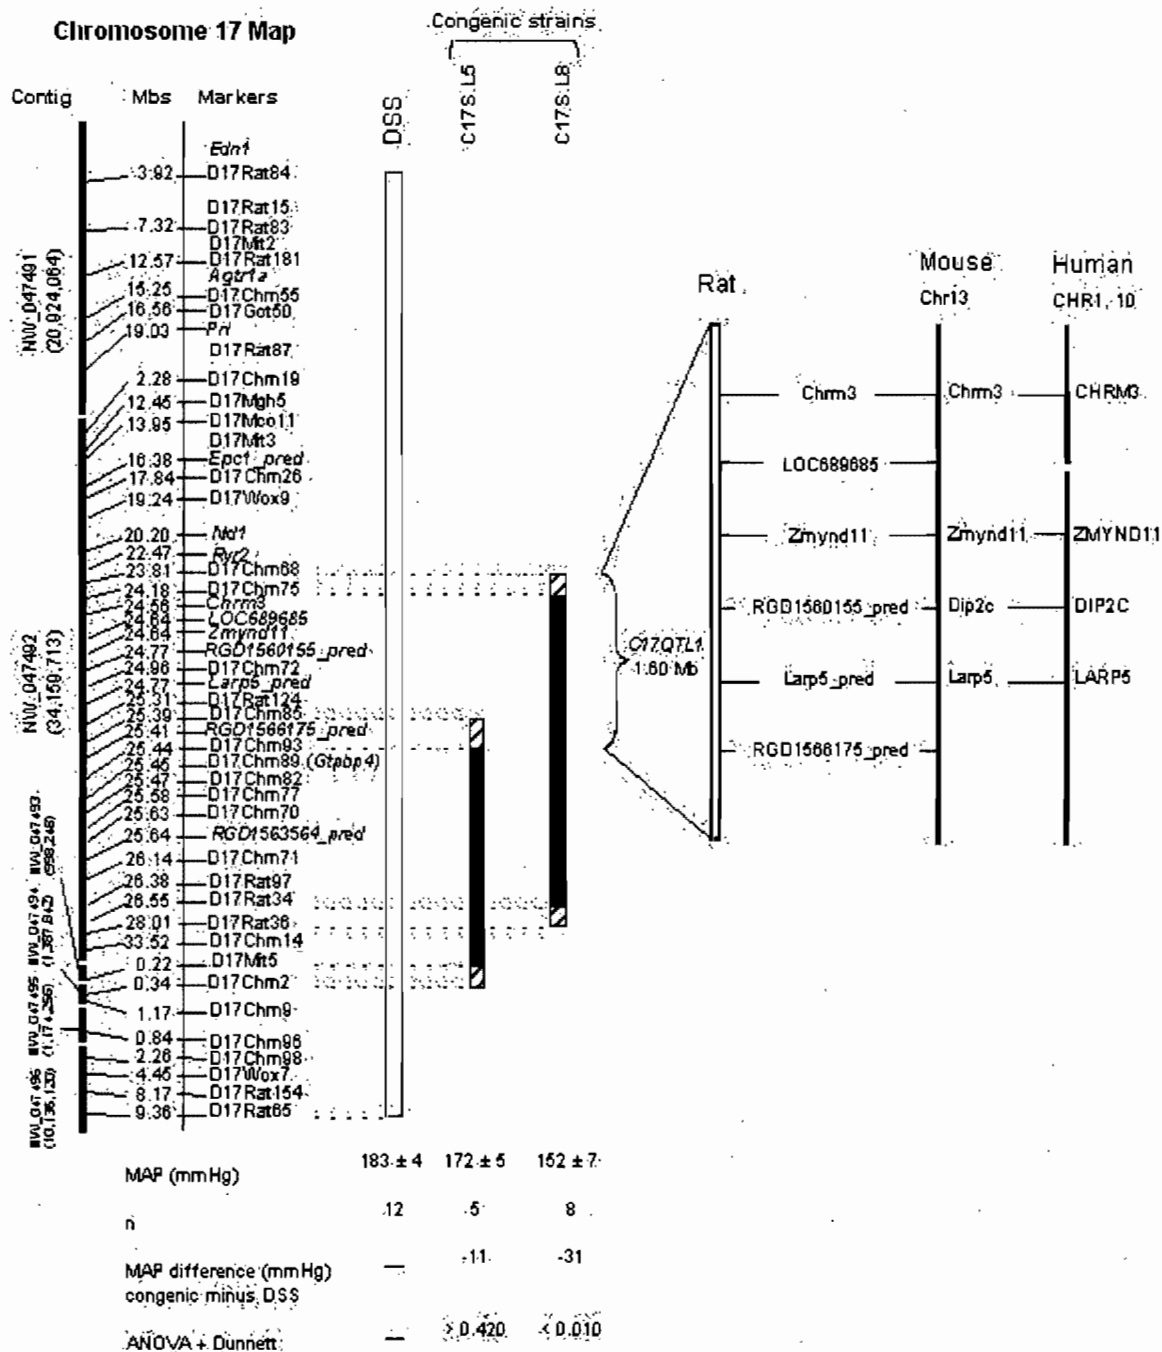 Chromosome 17 Map
Congenic strains
Contig Mbs Markers
DSS
C17S.L5
C17S.L8
Edn1
3.92 D17Rat84
D17Rat15
7.32 D17Rat83
D17Mit2
12.57 D17Rat181
Agtr1a
15.25 D17Chm55
16.56 D17Got50
19.03 Prl
D17Rat87
2.28 D17Chm19
12.45 D17Mgh5
13.95 D17Mco11
D17Mit3
16.38 Epc1_pred
17.84 D17Chm26
19.24 D17Wox9
20.20 Nid1
22.47 Ryr2
23.81 D17Chm68
24.18 D17Chm75
24.56 Chrm3
24.64 LOC689685
24.64 Zmynd11
24.77 RGD1560155_pred
24.96 D17Chm72
24.77 Larp5_pred
25.31 D17Rat124
25.39 D17Chm85
25.41 RGD1566175_pred
25.44 D17Chm93
25.45 D17Chm89 (Gtpbp4)
25.47 D17Chm82
25.58 D17Chm77
25.63 D17Chm70
25.64 RGD1563564_pred
26.14 D17Chm71
26.38 D17Rat97
26.55 D17Rat34
28.01 D17Rat36
33.52 D17Chm14
0.22 D17Mit5
0.34 D17Chm2
1.17 D17Chm9
0.84 D17Chm96
2.26 D17Chm98
4.45 D17Wox7
8.17 D17Rat154
9.36 D17Rat65
NW_047491
(20,924,064)
NW_047492
(34,159,713)
NW_047493
NW_047494
NW_047495
NW_047496
C17QTL1
1.60 Mb
Rat
Mouse
Chr13
Human
CHR1, 10
Chrm3 Chrm3 CHRM3
LOC689685
Zmynd11 Zmynd11 ZMYND11
RGD1560155_pred Dip2c DIP2C
Larp5_pred Larp5 LARP5
RGD1566175_pred
MAP (mmHg) 183 ± 4 172 ± 5 152 ± 7
n 12 5 8
MAP difference (mmHg) — -11 -31
congenic minus DSS
ANOVA + Dunnett — > 0.420 < 0.010